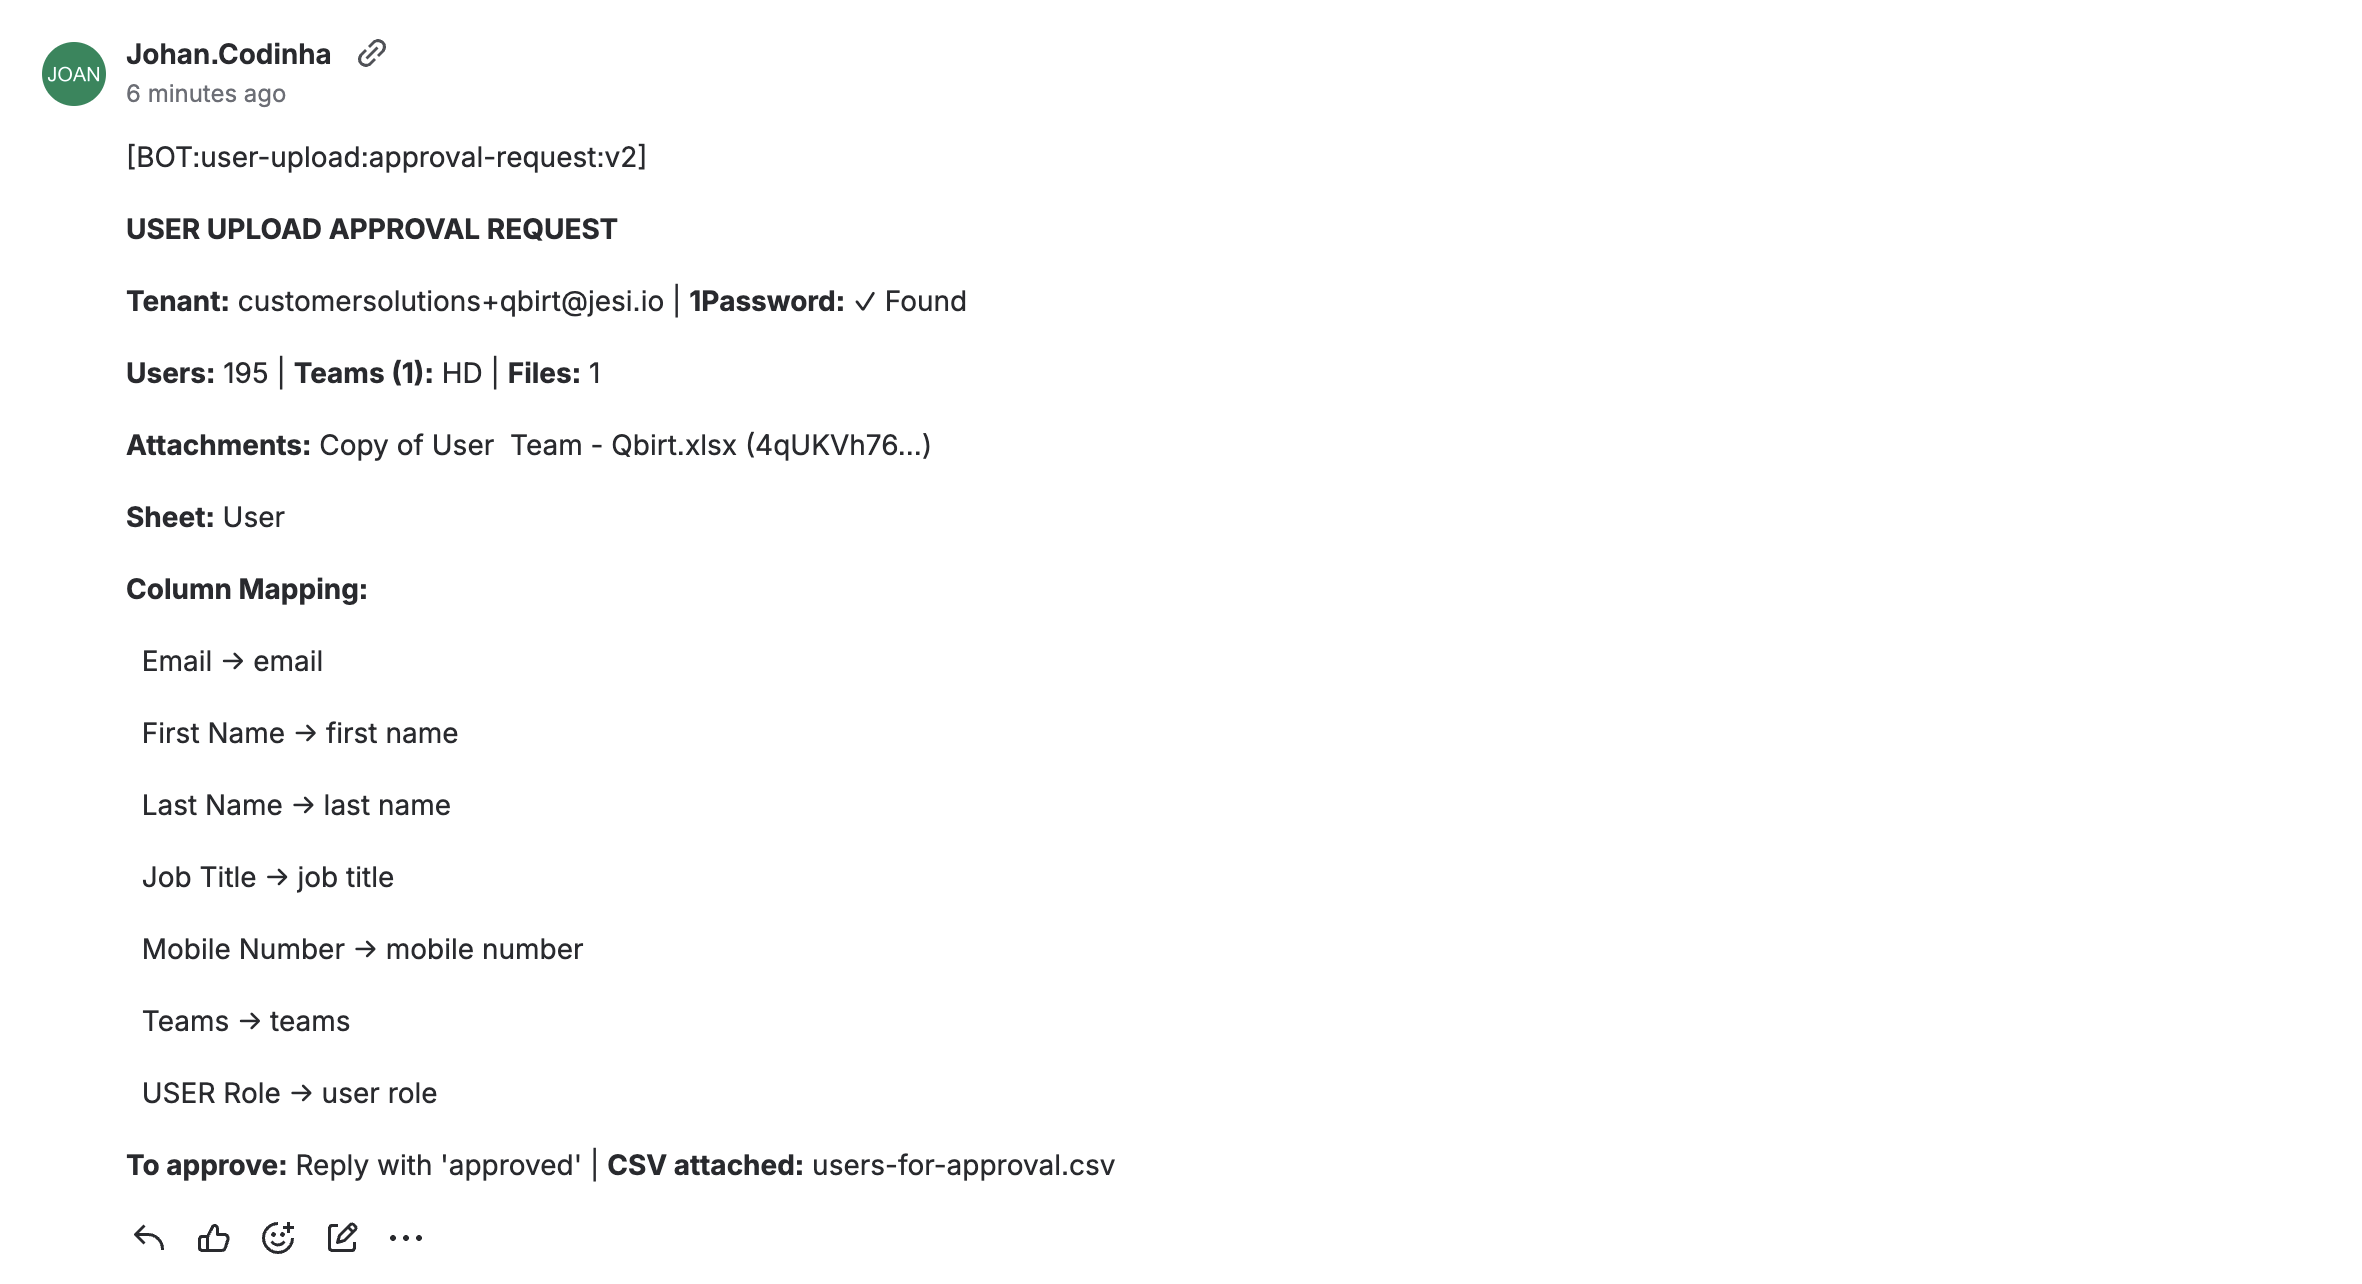 JOAN
Johan.Codinha
6 minutes ago
[BOT:user-upload:approval-request:v2]
USER UPLOAD APPROVAL REQUEST
Tenant: customersolutions+qbirt@jesi.io | 1Password: ✓ Found
Users: 195 | Teams (1): HD | Files: 1
Attachments: Copy of User  Team - Qbirt.xlsx (4qUKVh76...)
Sheet: User
Column Mapping:
Email → email
First Name → first name
Last Name → last name
Job Title → job title
Mobile Number → mobile number
Teams → teams
USER Role → user role
To approve: Reply with 'approved' | CSV attached: users-for-approval.csv